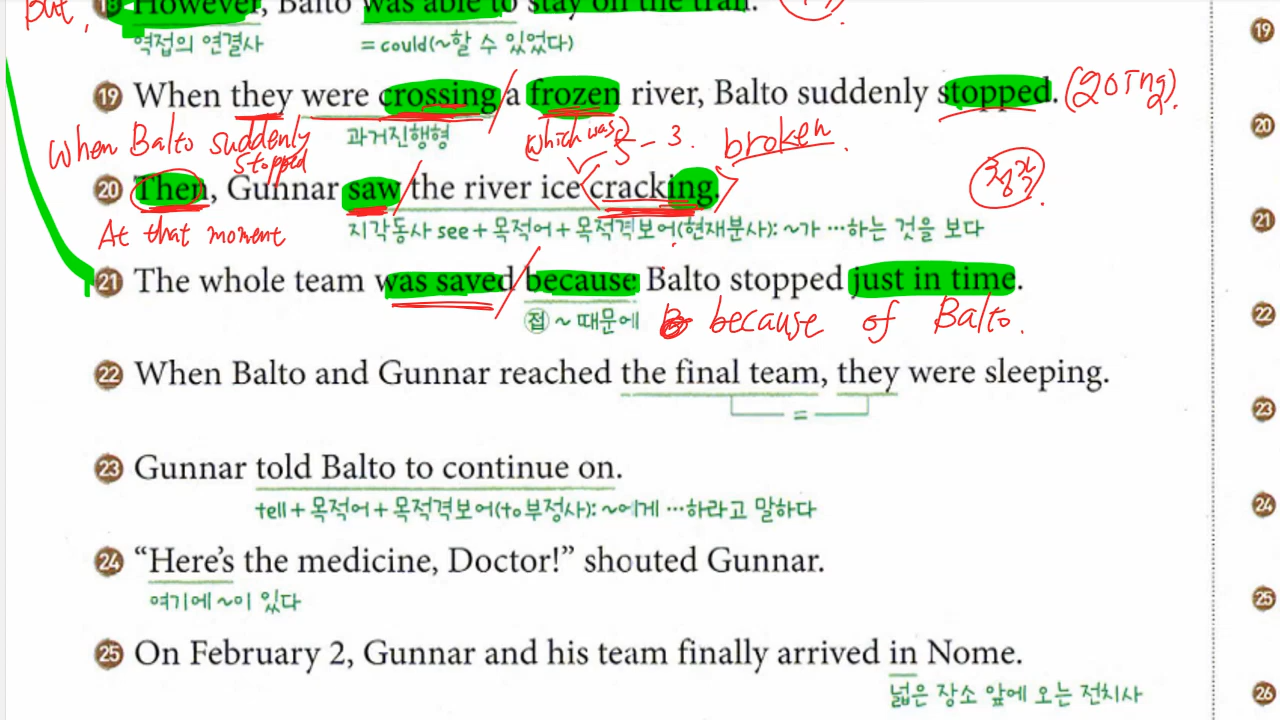 But,
18 However, Balto was able to stay on the trail.
역접의 연결사 = could(~할 수 있었다)
19 When they were crossing / a frozen river, Balto suddenly stopped.
과거진행형 (which was) 5 - 3. broken.
When Balto suddenly stopped
20 Then, Gunnar saw / the river ice cracking.
At that moment
지각동사 see + 목적어 + 목적격보어(현재분사): ~가 …하는 것을 보다
21 The whole team was saved / because Balto stopped just in time.
접 ~ 때문에 because of Balto.
22 When Balto and Gunnar reached the final team, they were sleeping.
=
23 Gunnar told Balto to continue on.
tell + 목적어 + 목적격보어(to부정사): ~에게 …하라고 말하다
24 “Here’s the medicine, Doctor!” shouted Gunnar.
여기에 ~이 있다
25 On February 2, Gunnar and his team finally arrived in Nome.
넓은 장소 앞에 오는 전치사
19
20
21
22
23
24
25
26